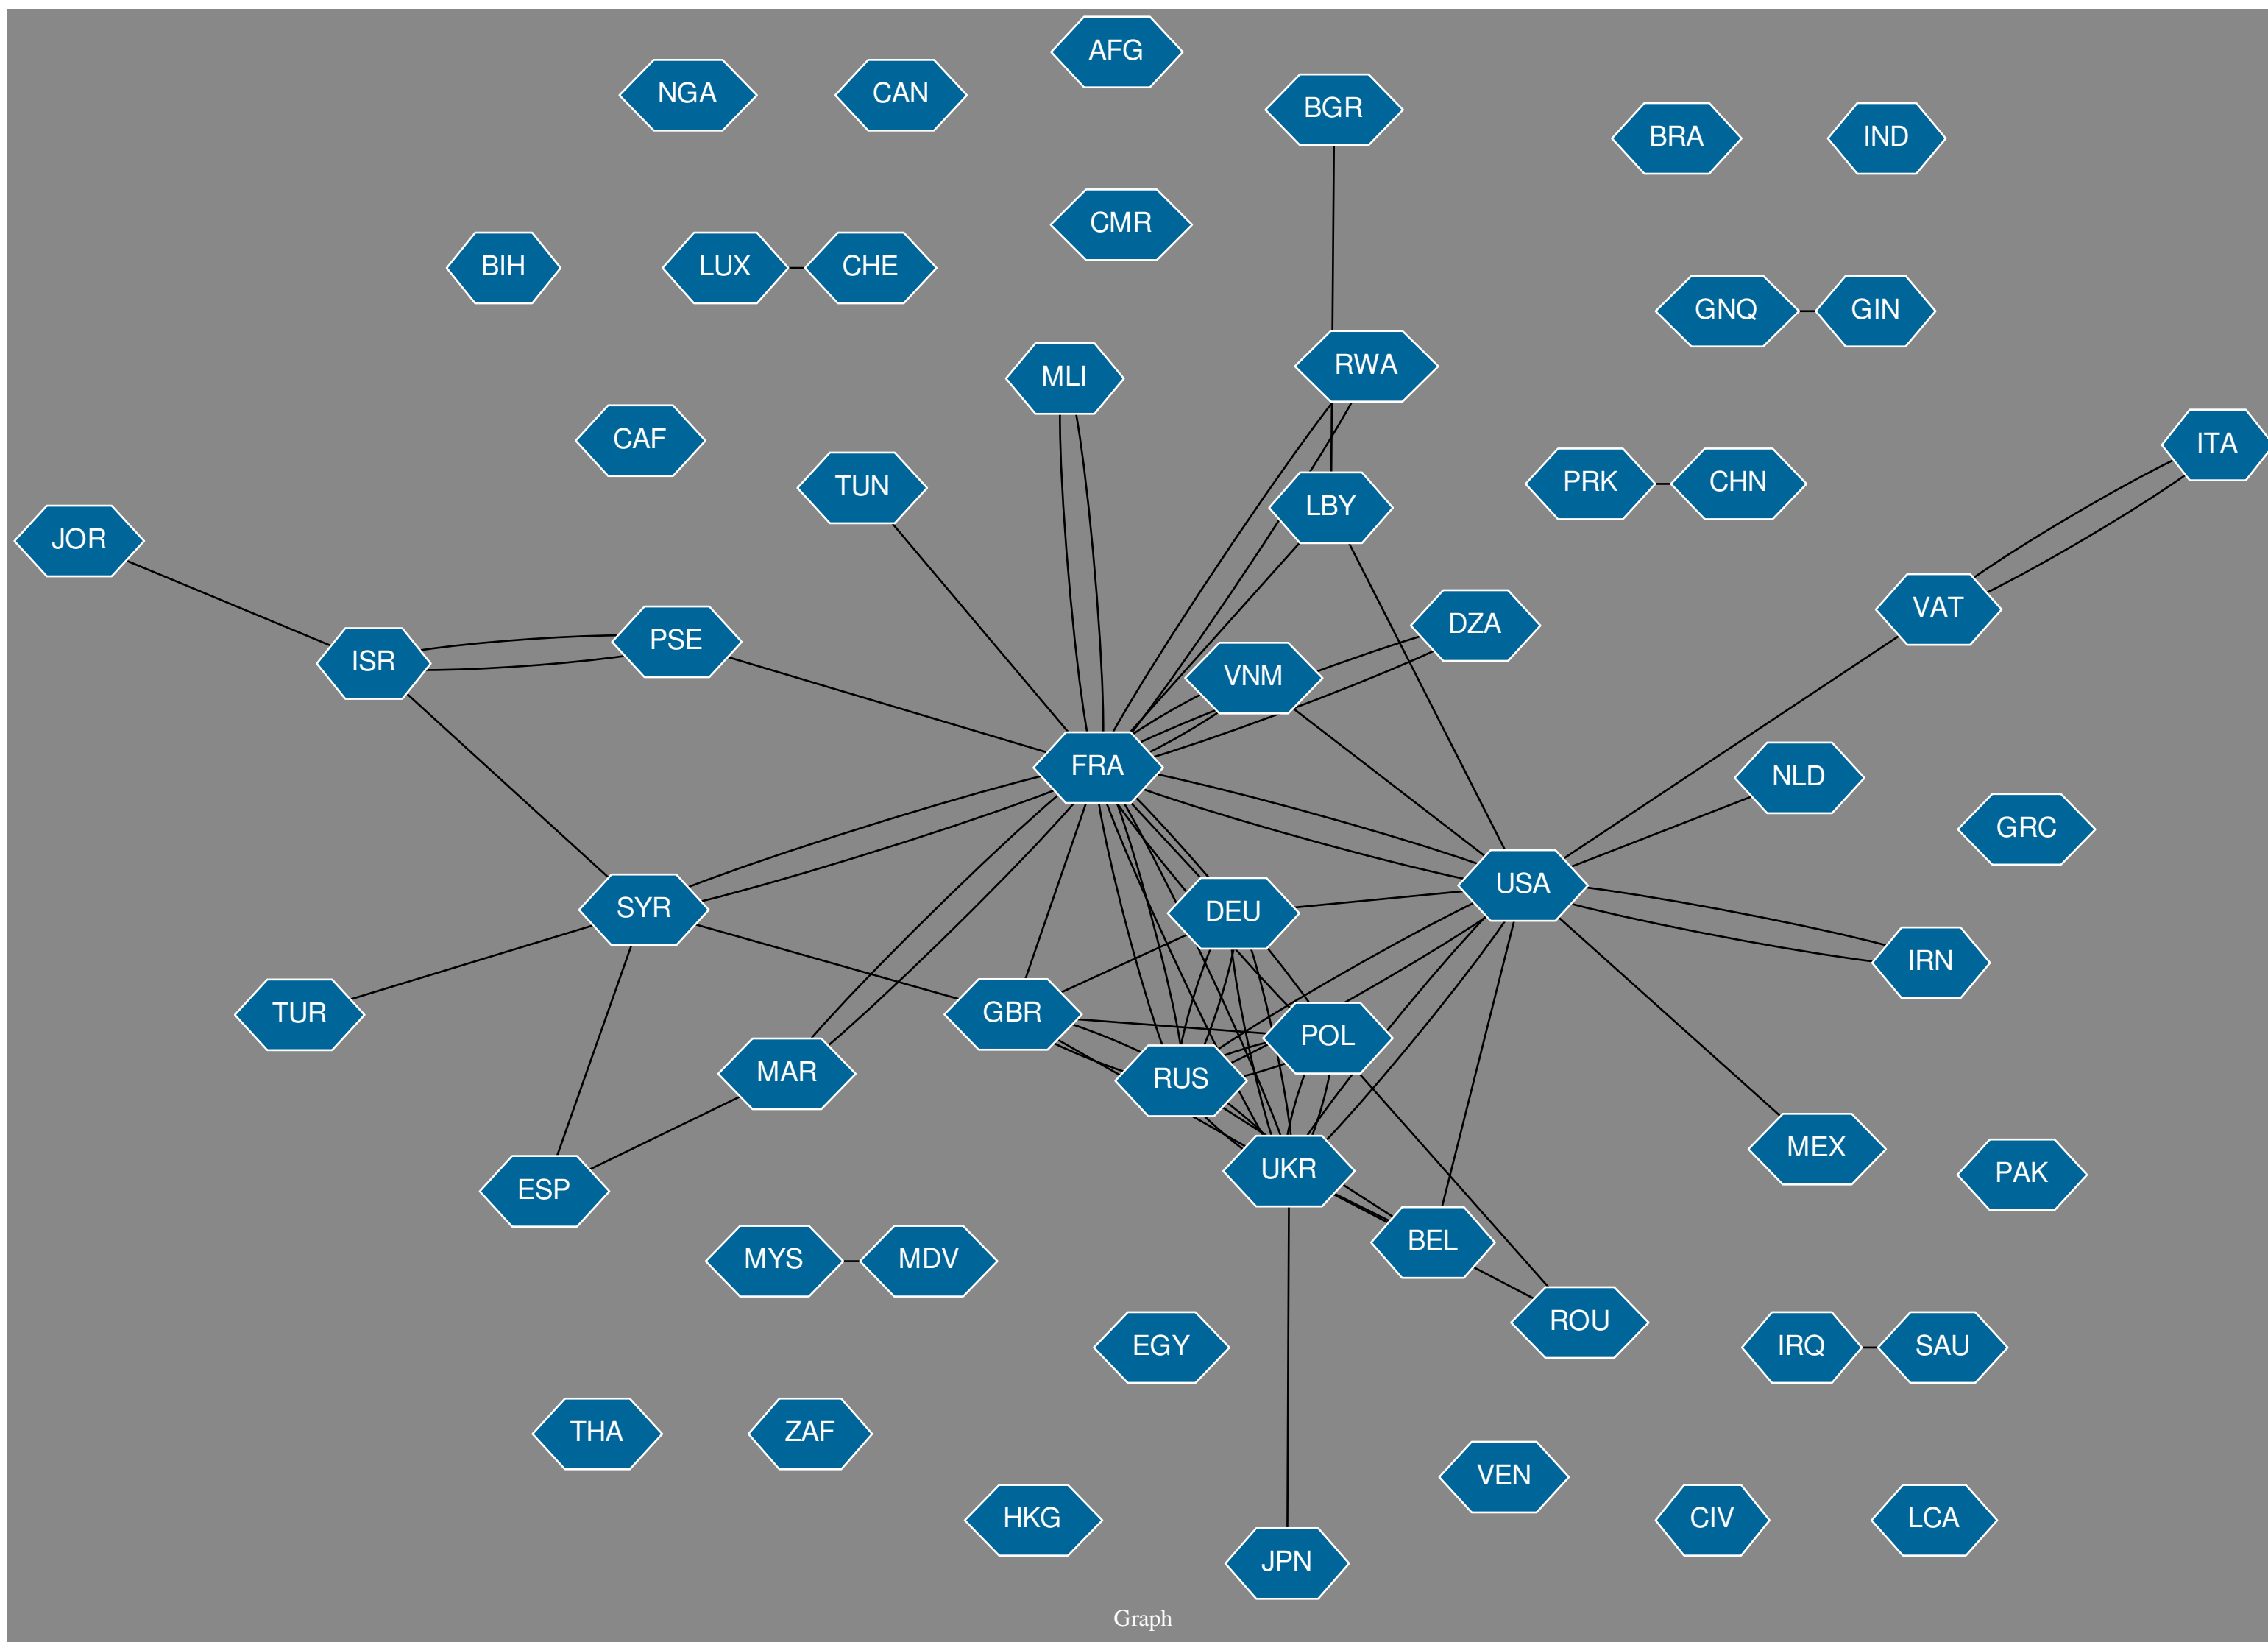 AFG
NGA
CAN
BGR
BRA
IND
CMR
BIH
LUX
CHE
GNQ
GIN
RWA
MLI
CAF
ITA
TUN
PRK
CHN
LBY
JOR
VAT
DZA
PSE
ISR
VNM
FRA
NLD
GRC
USA
SYR
DEU
IRN
TUR
GBR
POL
MAR
RUS
MEX
UKR
PAK
ESP
BEL
MYS
MDV
ROU
EGY
IRQ
SAU
THA
ZAF
VEN
HKG
CIV
LCA
JPN
Graph